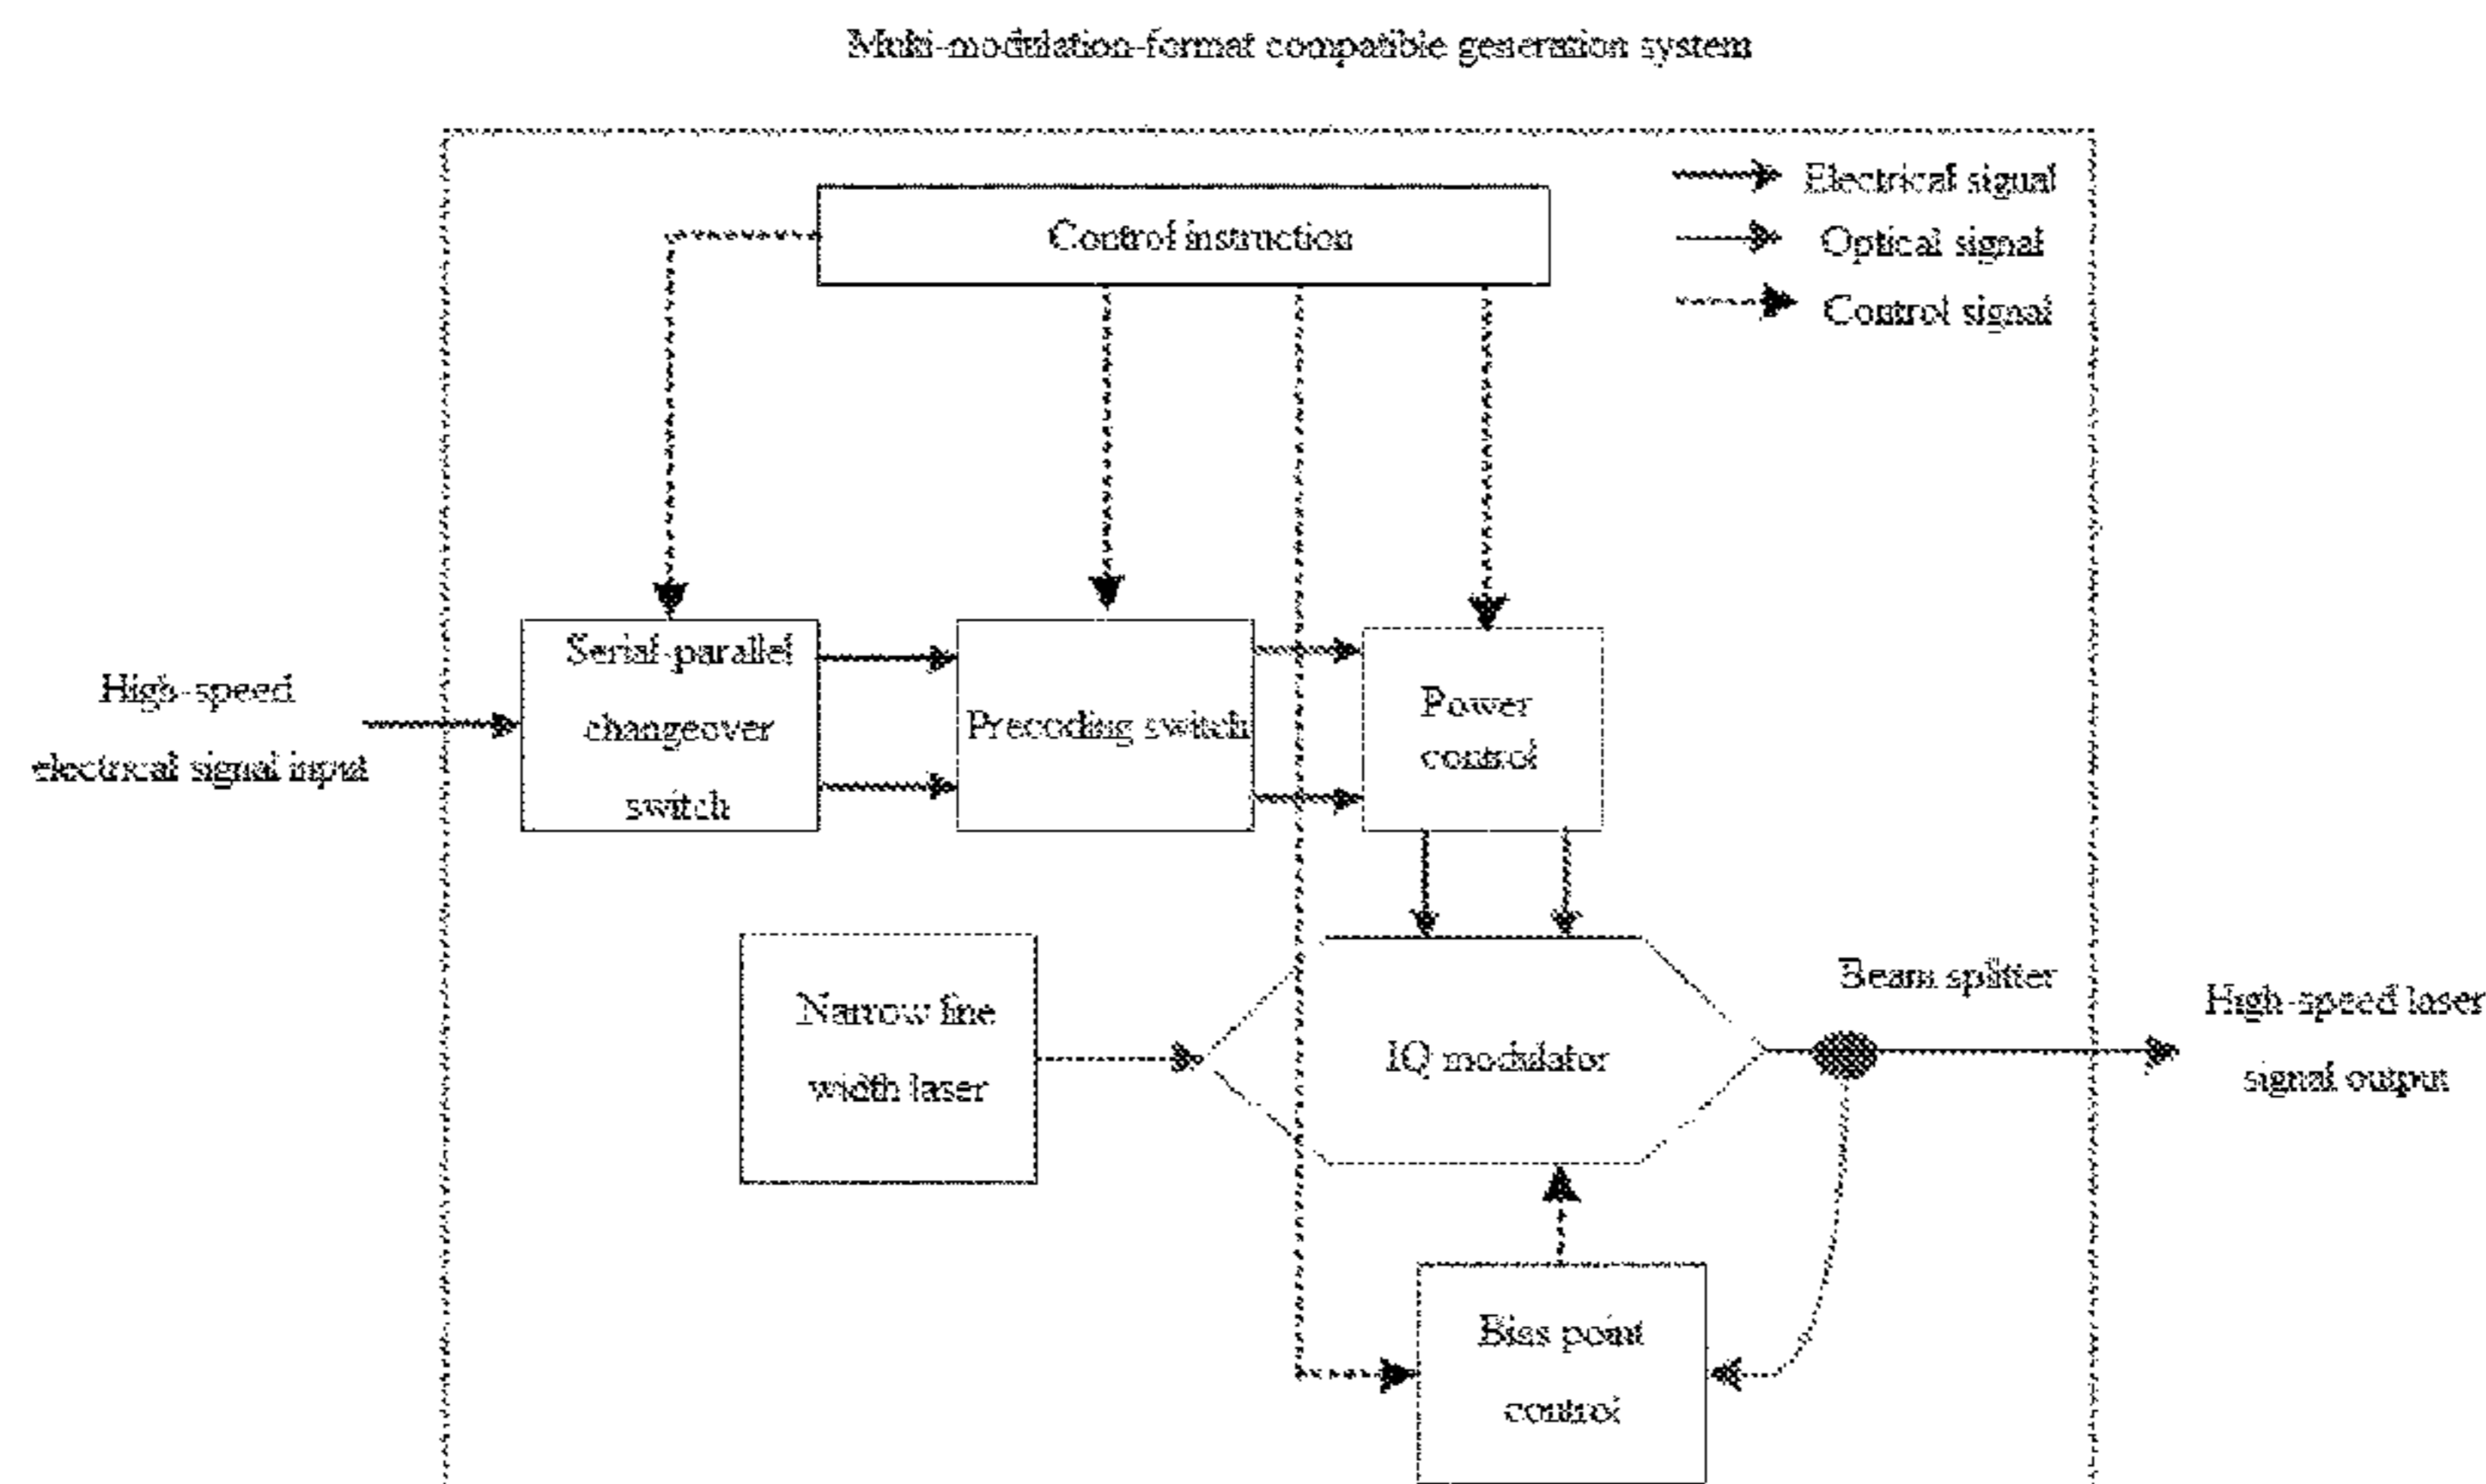 Multi-modulation-format compatible generation system
Electrical signal
Optical signal
Control signal
Control instruction
High-speed
electrical signal input
Serial-parallel
changeover
switch
Precoding switch
Power
control
Narrow line
width laser
IQ modulator
Beam splitter
High-speed laser
signal output
Bias point
control